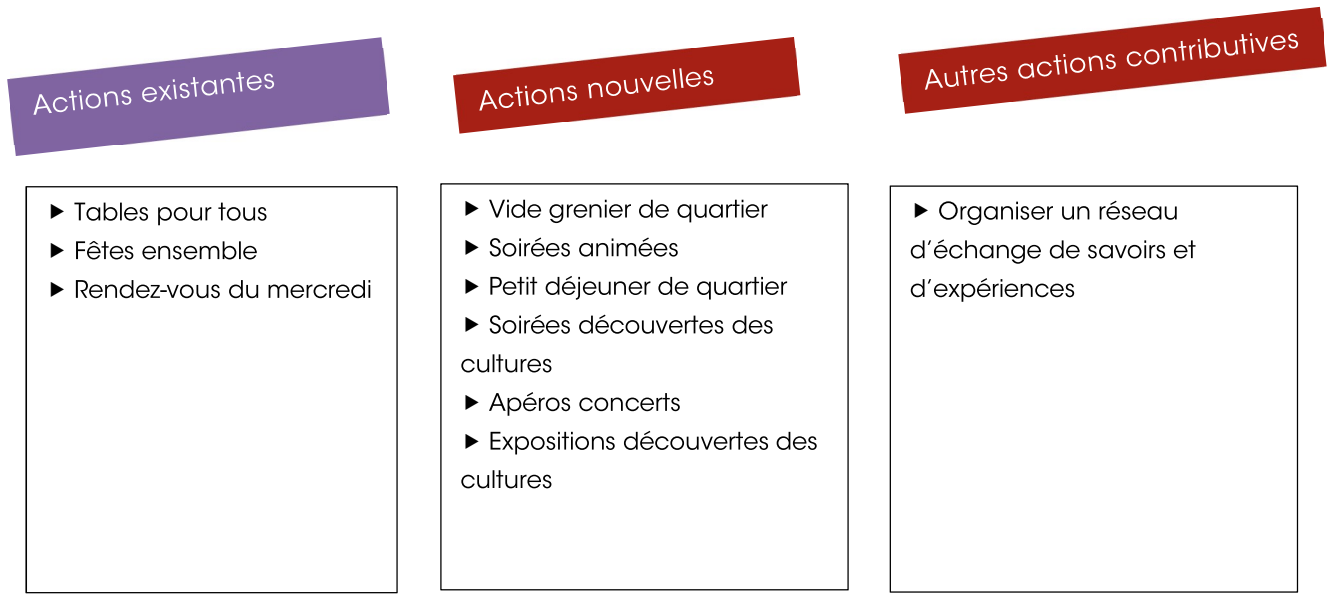 Actions existantes
Actions nouvelles
Autres actions contributives
▶ Tables pour tous
▶ Fêtes ensemble
▶ Rendez-vous du mercredi
▶ Vide grenier de quartier
▶ Soirées animées
▶ Petit déjeuner de quartier
▶ Soirées découvertes des
cultures
▶ Apéros concerts
▶ Expositions découvertes des
cultures
▶ Organiser un réseau
d’échange de savoirs et
d’expériences